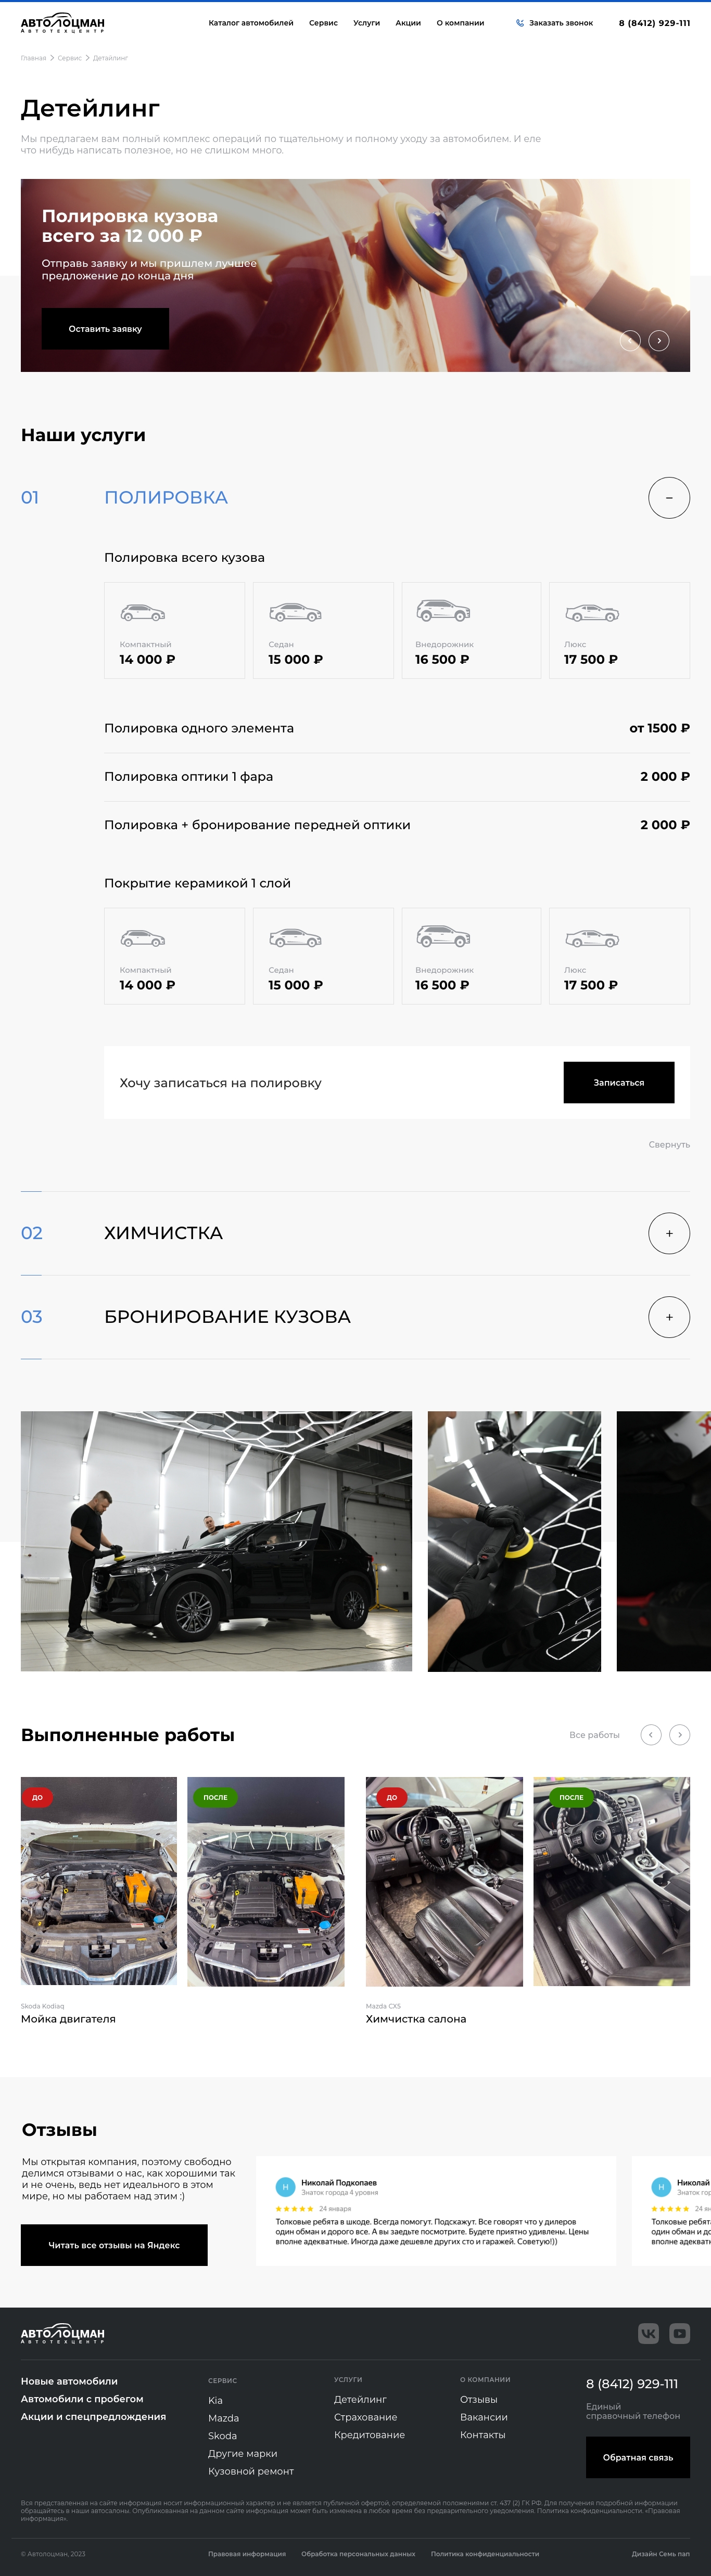 АВТОЛОЦМАН
АВТОТЕХЦЕНТР
Каталог автомобилей
Сервис
Услуги
Акции
О компании
Заказать звонок
8 (8412) 929-111
Главная
Сервис
Детайлинг
Детейлинг
Мы предлагаем вам полный комплекс операций по тщательному и полному уходу за автомобилем. И еле
что нибудь написать полезное, но не слишком много.
Полировка кузова
всего за 12 000 ₽
Отправь заявку и мы пришлем лучшее
предложение до конца дня
Оставить заявку
Наши услуги
01
ПОЛИРОВКА
Полировка всего кузова
Компактный
14 000 ₽
Седан
15 000 ₽
Внедорожник
16 500 ₽
Люкс
17 500 ₽
Полировка одного элемента
от 1500 ₽
Полировка оптики 1 фара
2 000 ₽
Полировка + бронирование передней оптики
2 000 ₽
Покрытие керамикой 1 слой
Компактный
14 000 ₽
Седан
15 000 ₽
Внедорожник
16 500 ₽
Люкс
17 500 ₽
Хочу записаться на полировку
Записаться
Свернуть
02
ХИМЧИСТКА
03
БРОНИРОВАНИЕ КУЗОВА
Выполненные работы
Все работы
ДО
ПОСЛЕ
ДО
ПОСЛЕ
Skoda Kodiaq
Мойка двигателя
Mazda CX5
Химчистка салона
Отзывы
Мы открытая компания, поэтому свободно
делимся отзывами о нас, как хорошими так
и не очень, ведь нет идеального в этом
мире, но мы работаем над этим :)
Читать все отзывы на Яндекс
Н
Николай Подкопаев
Знаток города 4 уровня
24 января
Толковые ребята в шкоде. Всегда помогут. Подскажут. Все говорят что у дилеров
один обман и дорого все. А вы заедьте посмотрите. Будете приятно удивлены. Цены
вполне адекватные. Иногда даже дешевле других сто и гаражей. Советую!))
Н
Николай
Знаток гор
24 ян
Толковые ребят
один обман и до
вполне адекватн
АВТОЛОЦМАН
АВТОТЕХЦЕНТР
Новые автомобили
Автомобили с пробегом
Акции и спецпредложения
СЕРВИС
Kia
Mazda
Skoda
Другие марки
Кузовной ремонт
УСЛУГИ
Детейлинг
Страхование
Кредитование
О КОМПАНИИ
Отзывы
Вакансии
Контакты
8 (8412) 929-111
Единый
справочный телефон
Обратная связь
Вся представленная на сайте информация носит информационный характер и не является публичной офертой, определяемой положениями ст. 437 (2) ГК РФ. Для получения подробной информации
обращайтесь в наши автосалоны. Опубликованная на данном сайте информация может быть изменена в любое время без предварительного уведомления. Политика конфиденциальности. «Правовая
информация».
© Автолоцман, 2023
Правовая информация
Обработка персональных данных
Политика конфиденциальности
Дизайн Семь пап